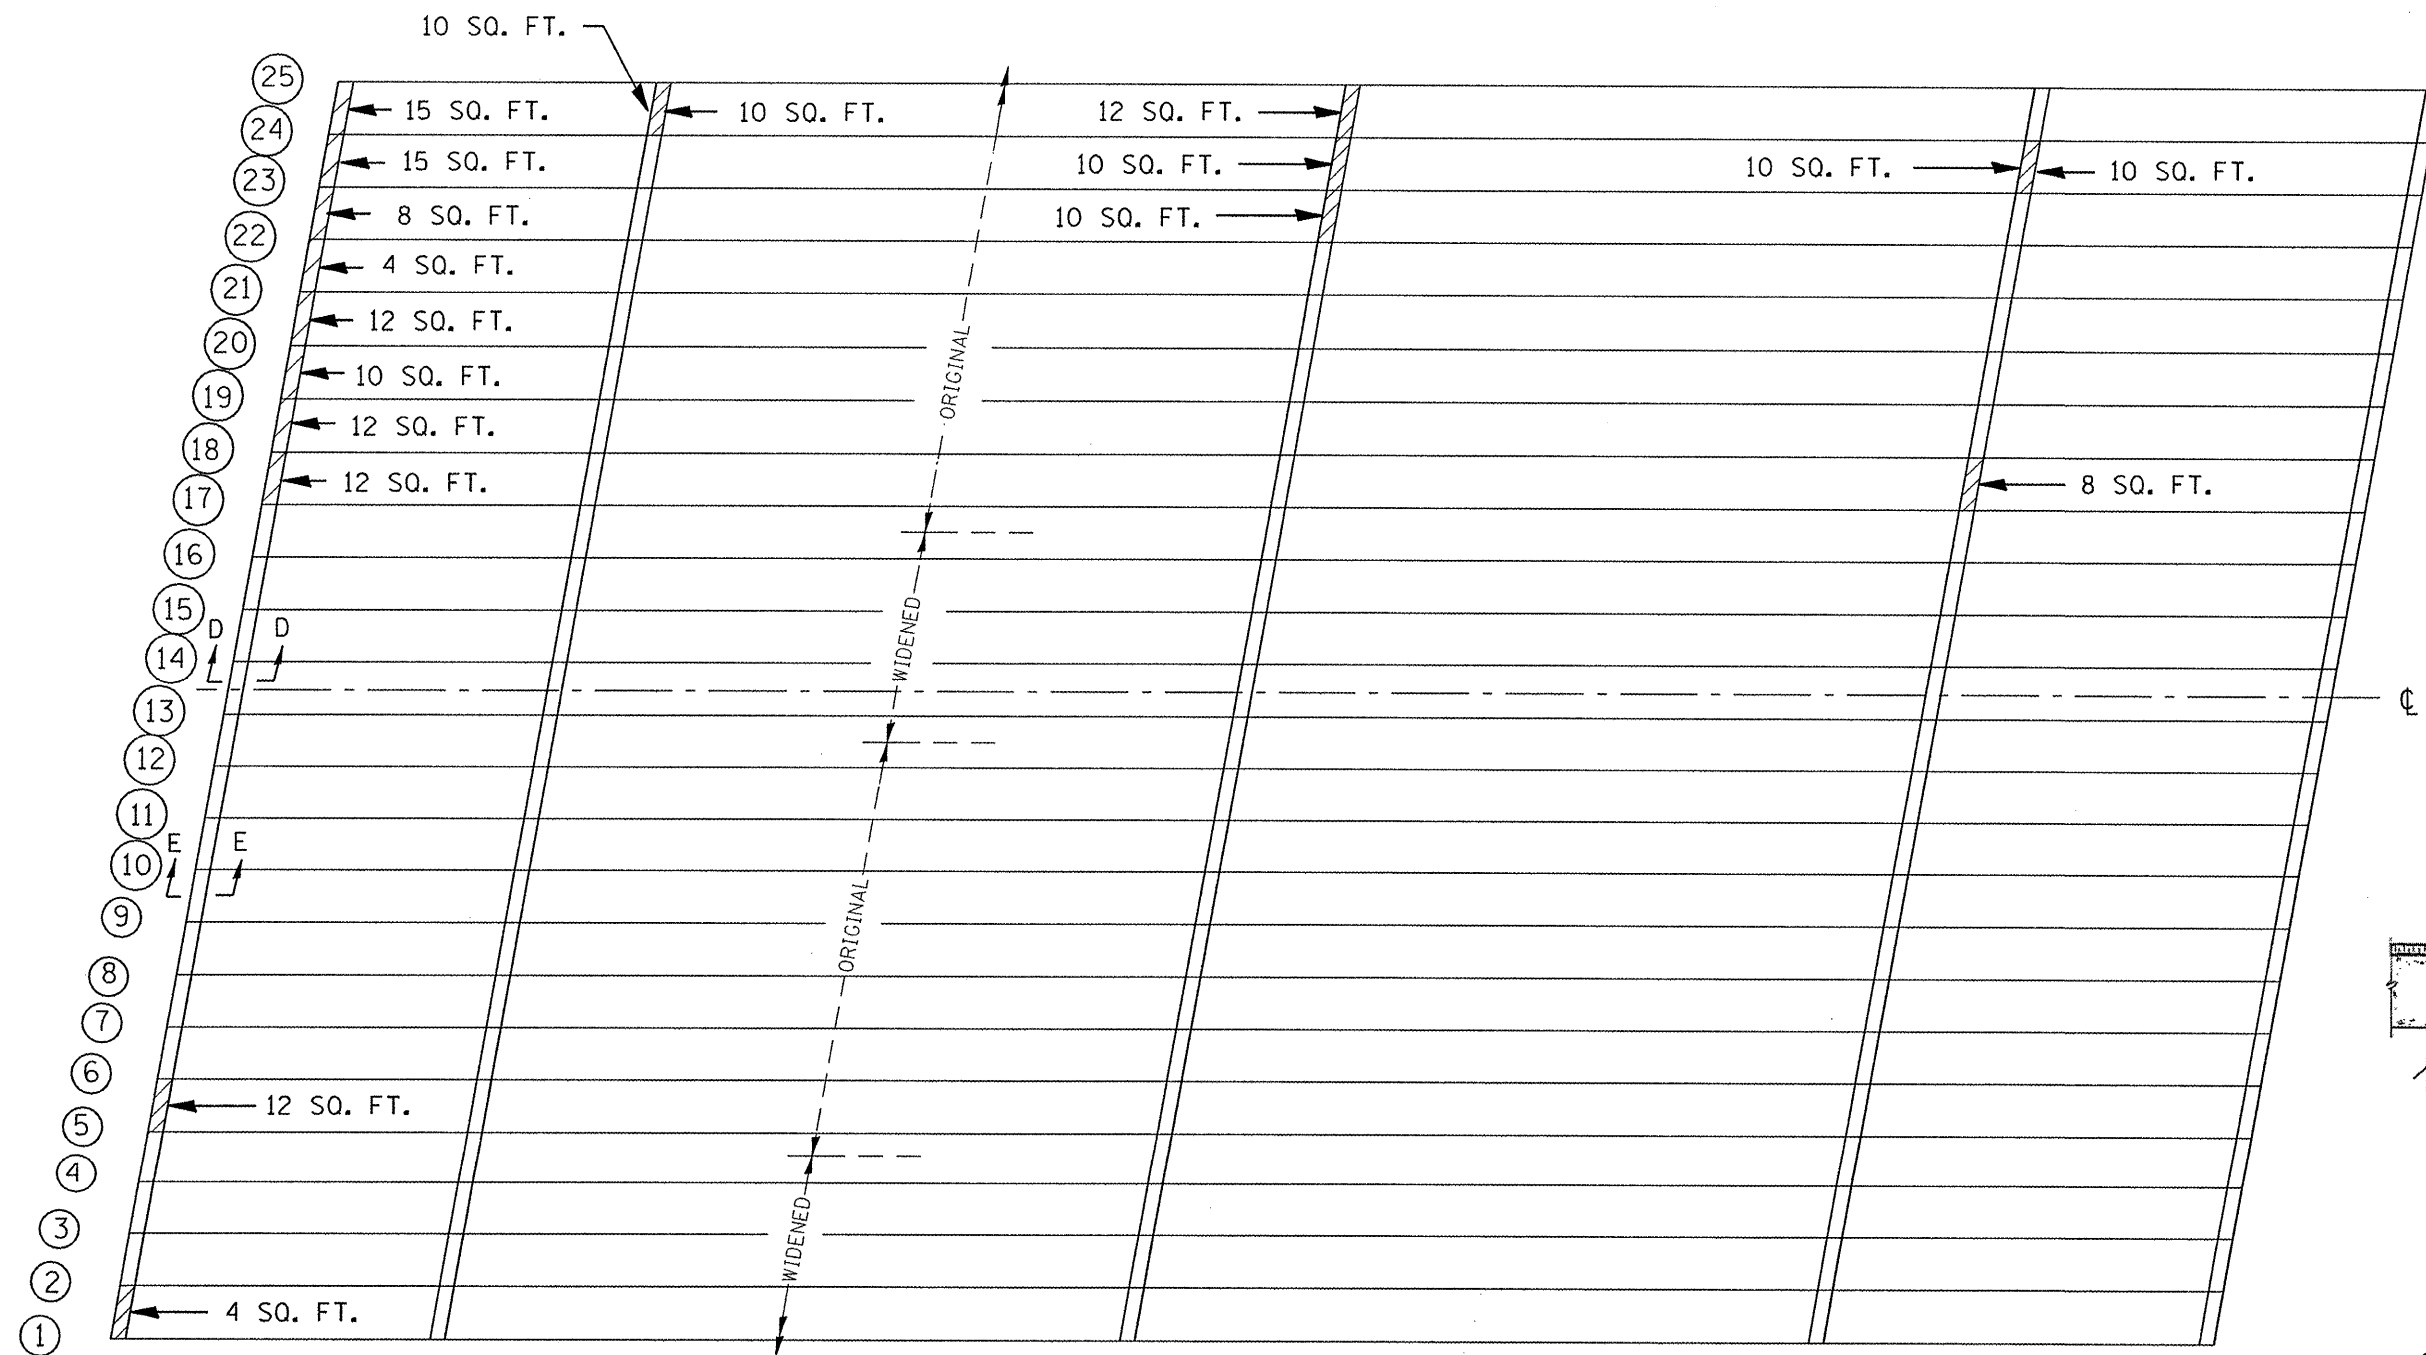 10 SQ. FT.
25
15 SQ. FT.
10 SQ. FT.
12 SQ. FT.
24
15 SQ. FT.
10 SQ. FT.
10 SQ. FT.
10 SQ. FT.
23
8 SQ. FT.
10 SQ. FT.
22
4 SQ. FT.
21
12 SQ. FT.
20
ORIGINAL
10 SQ. FT.
19
12 SQ. FT.
18
12 SQ. FT.
8 SQ. FT.
17
16
15
WIDENED
D
D
14
℄
13
12
11
E
E
10
ORIGINAL
9
8
7
6
12 SQ. FT.
5
4
3
WIDENED
2
4 SQ. FT.
1